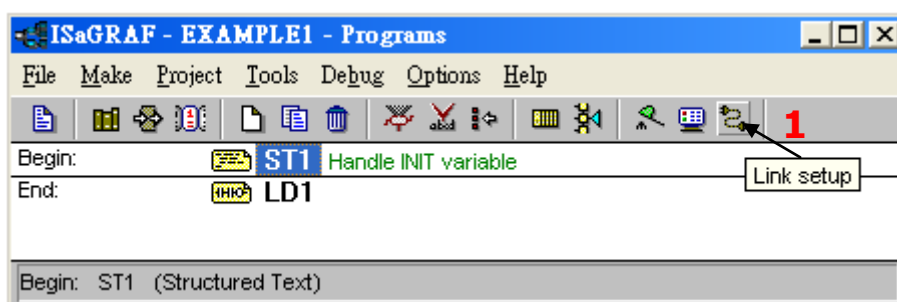 ISaGRAF - EXAMPLE1 - Programs
File Make Project Tools Debug Options Help
1
Begin: ST1 Handle INIT variable
Link setup
End: LD1
Begin: ST1 (Structured Text)